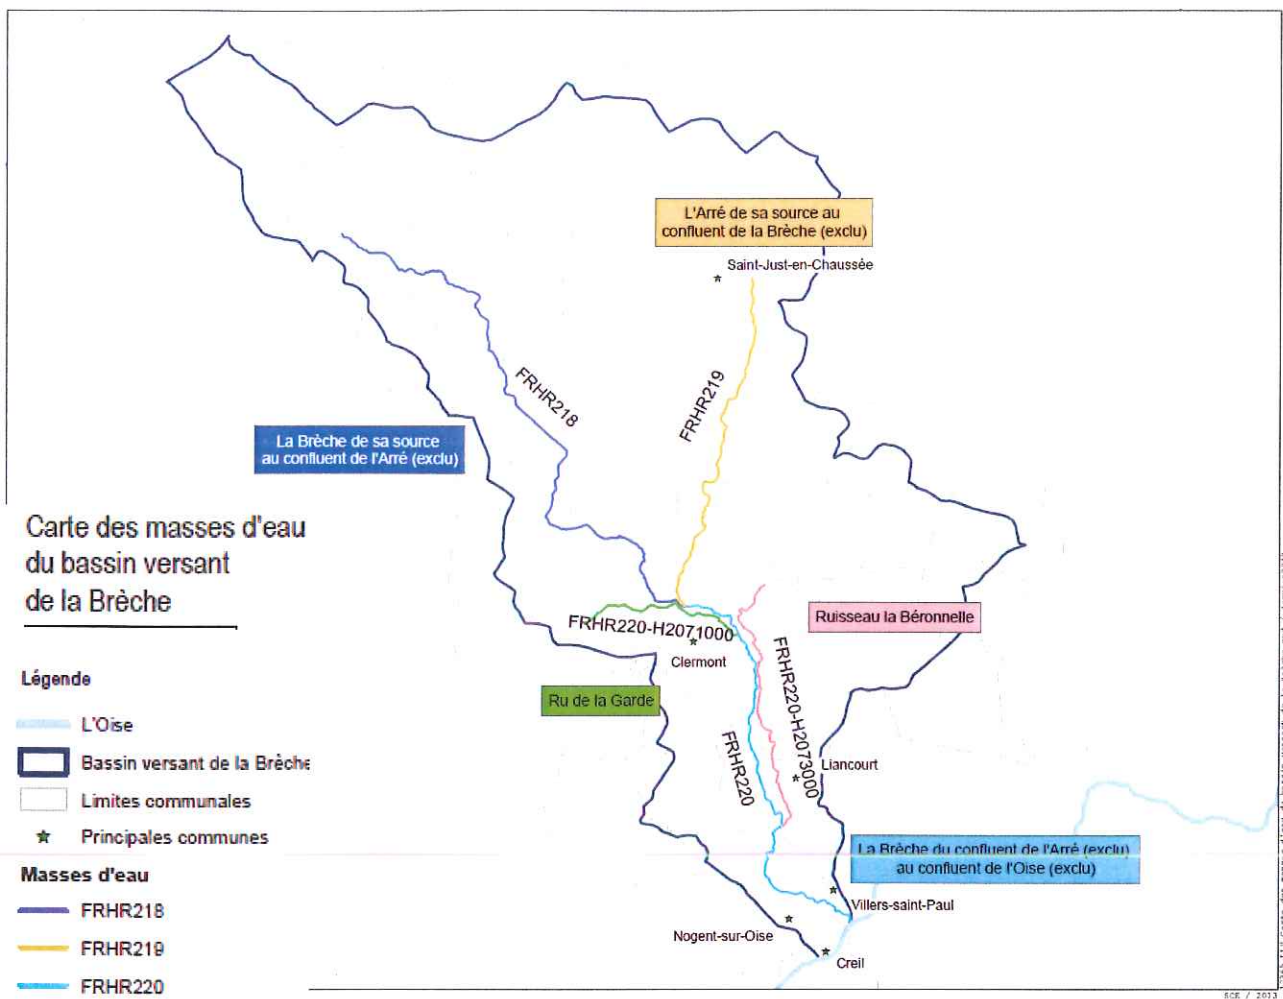 L'Arré de sa source au
confluent de la Brèche (exclu)
Saint-Just-en-Chaussée
FRHR218
FRHR219
La Brèche de sa source
au confluent de l'Arré (exclu)
Carte des masses d'eau
du bassin versant
de la Brèche
FRHR220-H2071000
Clermont
Ruisseau la Béronnelle
Ru de la Garde
FRHR220
FRHR220-H2073000
Liancourt
La Brèche du confluent de l'Arré (exclu)
au confluent de l'Oise (exclu)
Villers-saint-Paul
Nogent-sur-Oise
Creil
Légende
L'Oise
Bassin versant de la Brèche
Limites communales
Principales communes
Masses d'eau
FRHR218
FRHR219
FRHR220
SCE / 2013